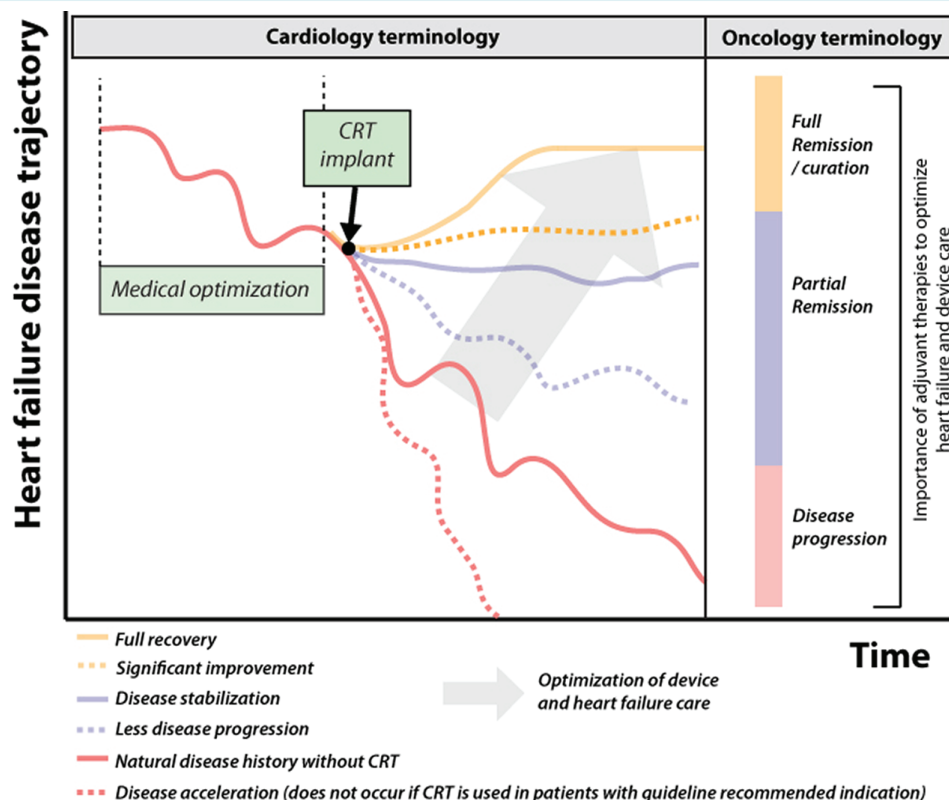 Heart failure disease trajectory
Cardiology terminology
Oncology terminology
CRT
implant
Medical optimization
Full
Remission
/ curation
Partial
Remission
Disease
progression
Importance of adjuvant therapies to optimize
heart failure and device care
Time
Full recovery
Significant improvement
Disease stabilization
Less disease progression
Natural disease history without CRT
Disease acceleration (does not occur if CRT is used in patients with guideline recommended indication)
Optimization of device
and heart failure care